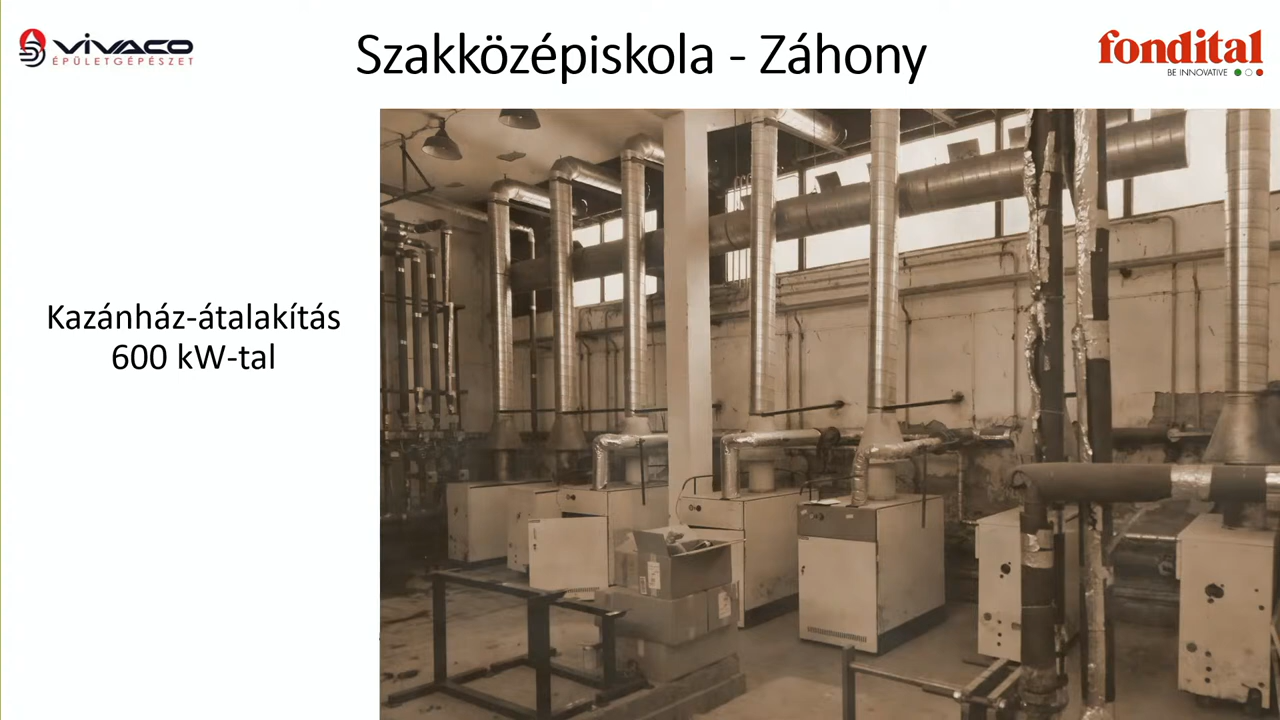 VIVACO
ÉPÜLETGÉPÉSZET
Szakközépiskola - Záhony
fondital
BE INNOVATIVE
Kazánház-átalakítás
600 kW-tal